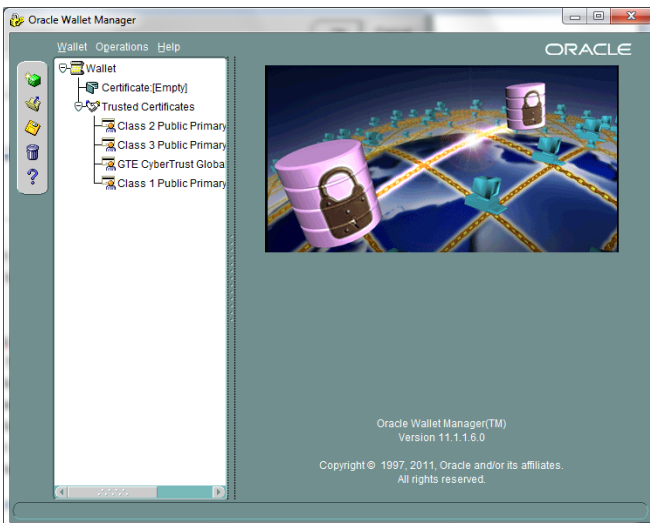 Oracle Wallet Manager
Wallet Operations Help
ORACLE
Wallet
Certificate:[Empty]
Trusted Certificates
Class 2 Public Primary
Class 3 Public Primary
GTE CyberTrust Globa
Class 1 Public Primary
?
Oracle Wallet Manager(TM)
Version 11.1.1.6.0
Copyright © 1997, 2011, Oracle and/or its affiliates.
All rights reserved.